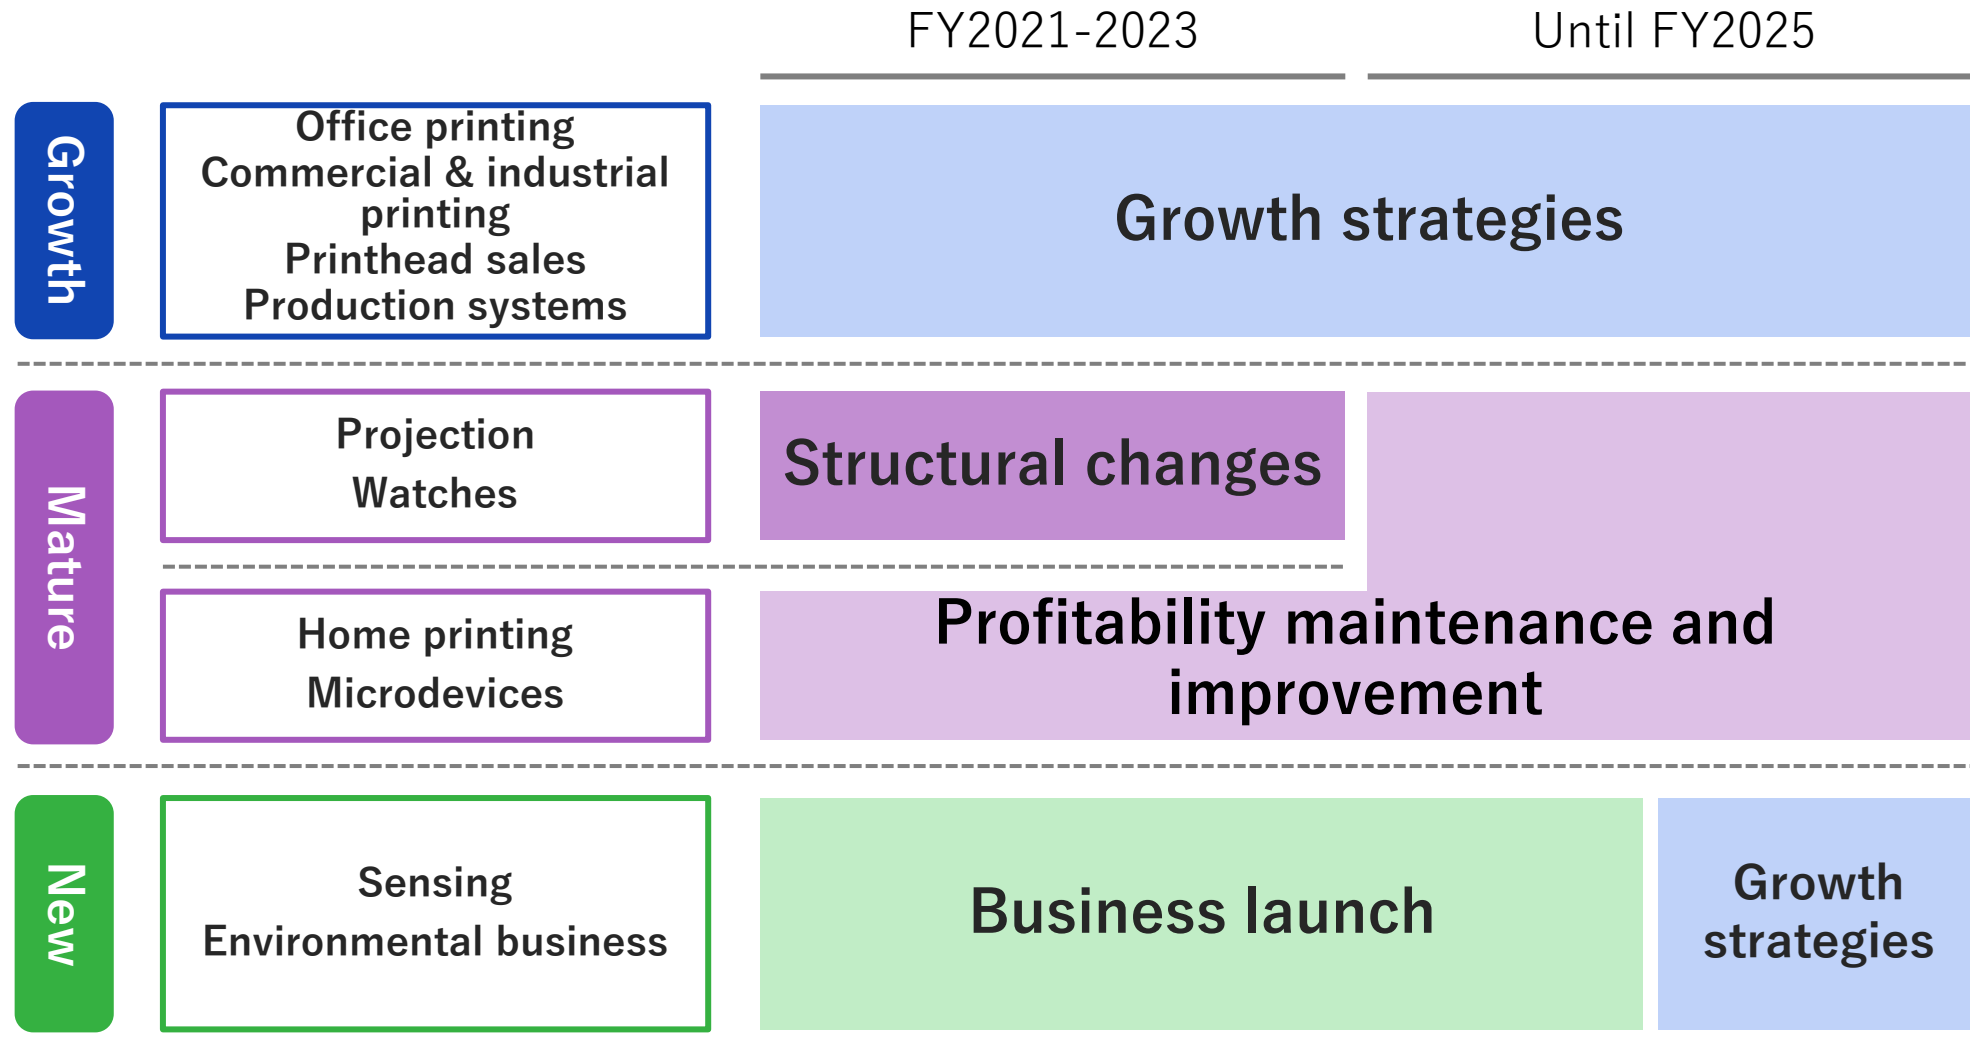 FY2021-2023
Until FY2025
Growth
Office printing
Commercial & industrial
printing
Printhead sales
Production systems
Growth strategies
Mature
Projection
Watches
Structural changes
Home printing
Microdevices
Profitability maintenance and
improvement
New
Sensing
Environmental business
Business launch
Growth
strategies